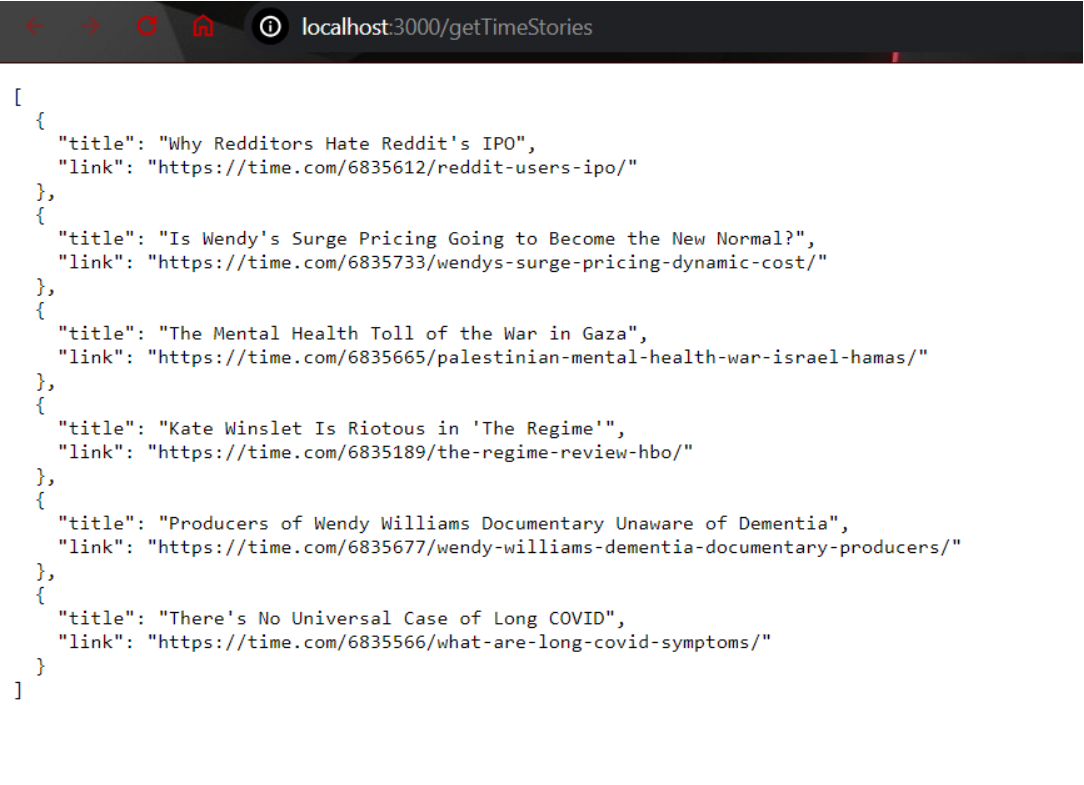 localhost:3000/getTimeStories
[
  {
    "title": "Why Redditors Hate Reddit's IPO",
    "link": "https://time.com/6835612/reddit-users-ipo/"
  },
  {
    "title": "Is Wendy's Surge Pricing Going to Become the New Normal?",
    "link": "https://time.com/6835733/wendys-surge-pricing-dynamic-cost/"
  },
  {
    "title": "The Mental Health Toll of the War in Gaza",
    "link": "https://time.com/6835665/palestinian-mental-health-war-israel-hamas/"
  },
  {
    "title": "Kate Winslet Is Riotous in 'The Regime'",
    "link": "https://time.com/6835189/the-regime-review-hbo/"
  },
  {
    "title": "Producers of Wendy Williams Documentary Unaware of Dementia",
    "link": "https://time.com/6835677/wendy-williams-dementia-documentary-producers/"
  },
  {
    "title": "There's No Universal Case of Long COVID",
    "link": "https://time.com/6835566/what-are-long-covid-symptoms/"
  }
]